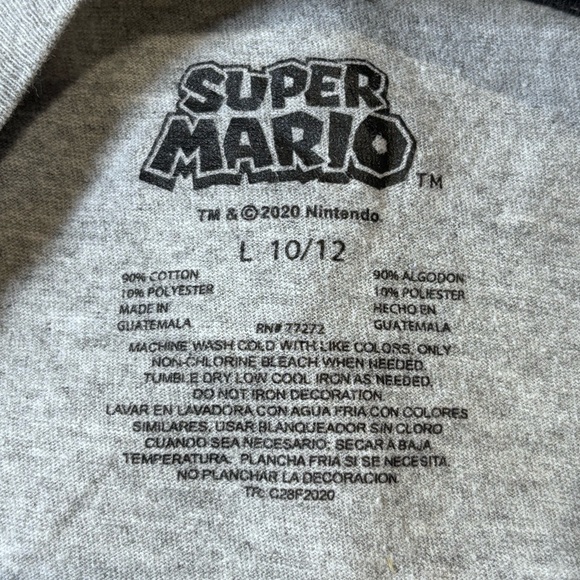 SUPER
MARIO TM
TM & ©2020 Nintendo.
L 10/12
90% COTTON
10% POLYESTER
MADE IN
GUATEMALA
90% ALGODON
10% POLIESTER
HECHO EN
GUATEMALA
RN# 77272
MACHINE WASH COLD WITH LIKE COLORS, ONLY
NON-CHLORINE BLEACH WHEN NEEDED.
TUMBLE DRY LOW COOL IRON AS NEEDED.
DO NOT IRON DECORATION.
LAVAR EN LAVADORA CON AGUA FRIA CON COLORES
SIMILARES, USAR BLANQUEADOR SIN CLORO
CUANDO SEA NECESARIO; SECAR A BAJA
TEMPERATURA. PLANCHA FRIA SI SE NECESITA.
NO PLANCHAR LA DECORACION.
TF: C28F2020